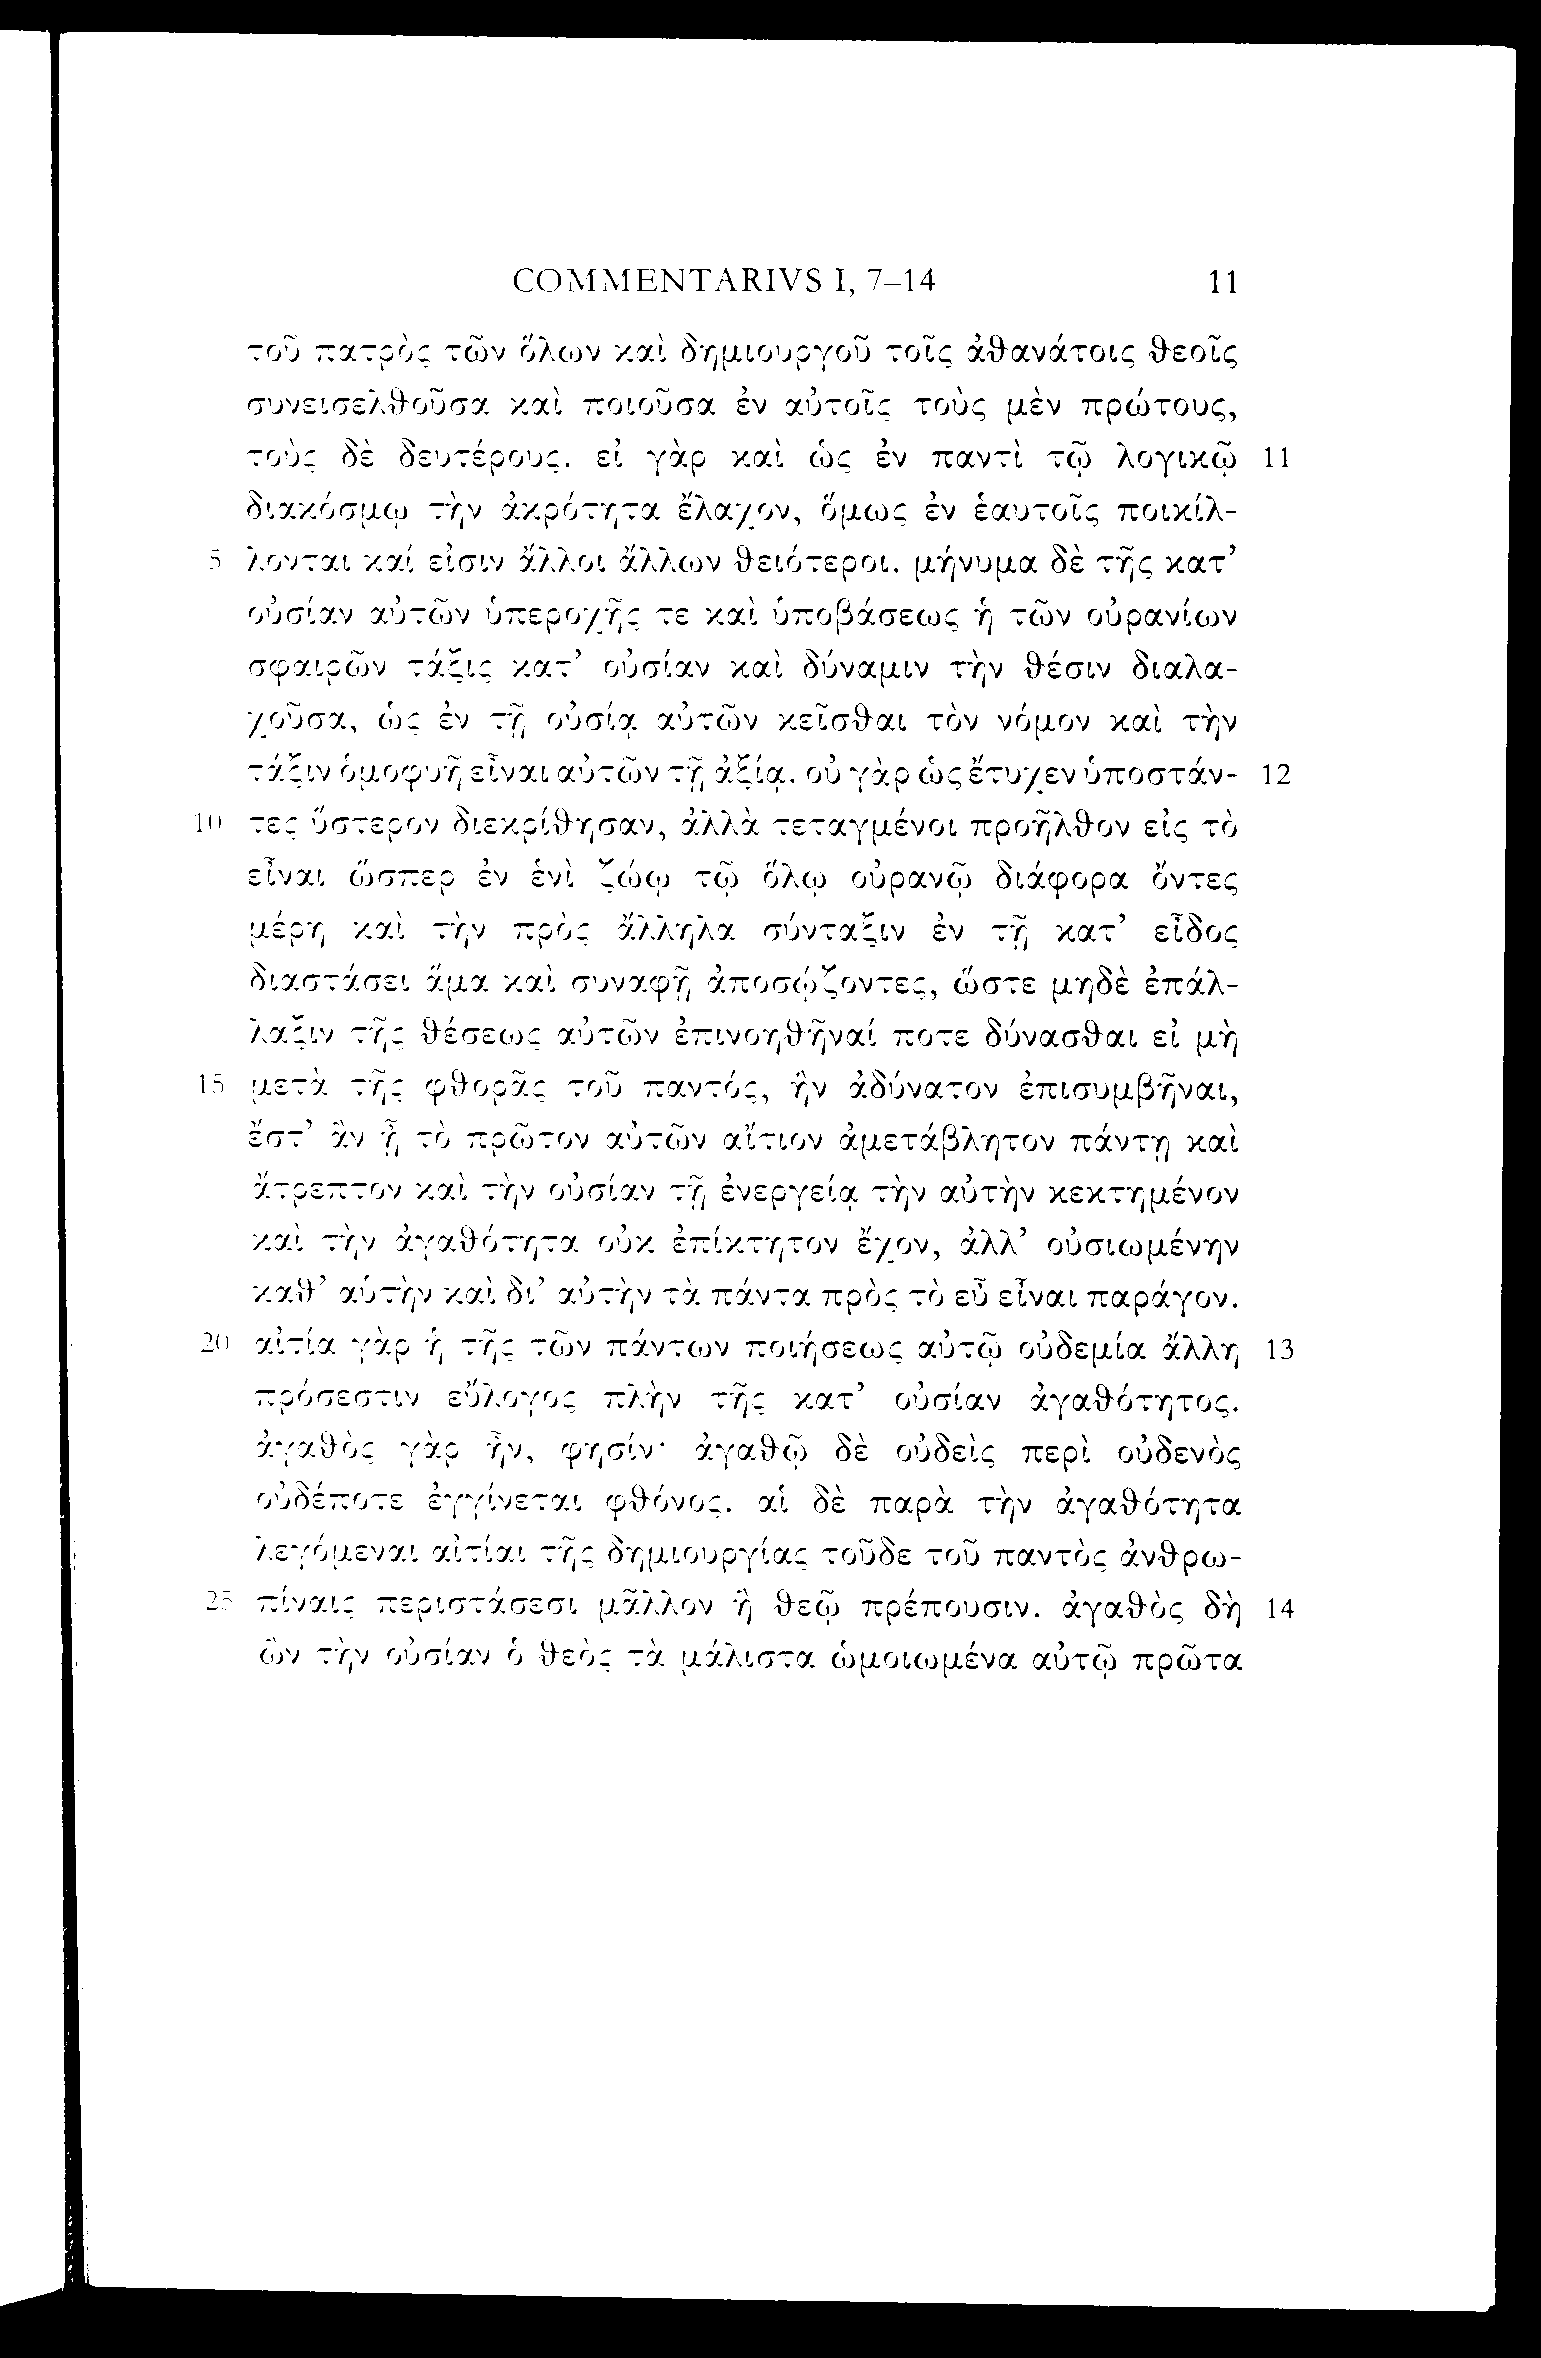 COMMENTARIVS I, 7–14 11
τοῦ πατρὸς τῶν ὅλων καὶ δημιουργοῦ τοῖς ἀθανάτοις θεοῖς
συνεισελθοῦσα καὶ ποιοῦσα ἐν αὐτοῖς τοὺς μὲν πρώτους,
τοὺς δὲ δευτέρους. εἰ γὰρ καὶ ὡς ἐν παντὶ τῷ λογικῷ 11
διακόσμῳ τὴν ἀκρότητα ἔλαχον, ὅμως ἐν ἑαυτοῖς ποικίλ-
5 λονται καί εἰσιν ἄλλοι ἄλλων θειότεροι. μήνυμα δὲ τῆς κατ’
οὐσίαν αὐτῶν ὑπεροχῆς τε καὶ ὑποβάσεως ἡ τῶν οὐρανίων
σφαιρῶν τάξις κατ’ οὐσίαν καὶ δύναμιν τὴν θέσιν διαλα-
χοῦσα, ὡς ἐν τῇ οὐσίᾳ αὐτῶν κεῖσθαι τὸν νόμον καὶ τὴν
τάξιν ὁμοφυῆ εἶναι αὐτῶν τῇ ἀξίᾳ. οὐ γὰρ ὡς ἔτυχεν ὑποστάν- 12
10 τες ὕστερον διεκρίθησαν, ἀλλὰ τεταγμένοι προῆλθον εἰς τὸ
εἶναι ὥσπερ ἐν ἑνὶ ζώῳ τῷ ὅλῳ οὐρανῷ διάφορα ὄντες
μέρη καὶ τὴν πρὸς ἄλληλα σύνταξιν ἐν τῇ κατ’ εἶδος
διαστάσει ἅμα καὶ συναφῇ ἀποσῴζοντες, ὥστε μηδὲ ἐπάλ-
λαξιν τῆς θέσεως αὐτῶν ἐπινοηθῆναί ποτε δύνασθαι εἰ μὴ
15 μετὰ τῆς φθορᾶς τοῦ παντός, ἣν ἀδύνατον ἐπισυμβῆναι,
ἔστ’ ἂν ᾖ τὸ πρῶτον αὐτῶν αἴτιον ἀμετάβλητον πάντῃ καὶ
ἄτρεπτον καὶ τὴν οὐσίαν τῇ ἐνεργείᾳ τὴν αὐτὴν κεκτημένον
καὶ τὴν ἀγαθότητα οὐκ ἐπίκτητον ἔχον, ἀλλ’ οὐσιωμένην
καθ’ αὑτὴν καὶ δι’ αὐτὴν τὰ πάντα πρὸς τὸ εὖ εἶναι παράγον.
20 αἰτία γὰρ ἡ τῆς τῶν πάντων ποιήσεως αὐτῷ οὐδεμία ἄλλη 13
πρόσεστιν εὔλογος πλὴν τῆς κατ’ οὐσίαν ἀγαθότητος.
ἀγαθὸς γὰρ ἦν, φησίν· ἀγαθῷ δὲ οὐδεὶς περὶ οὐδενὸς
οὐδέποτε ἐγγίνεται φθόνος. αἱ δὲ παρὰ τὴν ἀγαθότητα
λεγόμεναι αἰτίαι τῆς δημιουργίας τοῦδε τοῦ παντὸς ἀνθρω-
25 πίναις περιστάσεσι μᾶλλον ἢ θεῷ πρέπουσιν. ἀγαθὸς δὴ 14
ὢν τὴν οὐσίαν ὁ θεὸς τὰ μάλιστα ὡμοιωμένα αὐτῷ πρῶτα